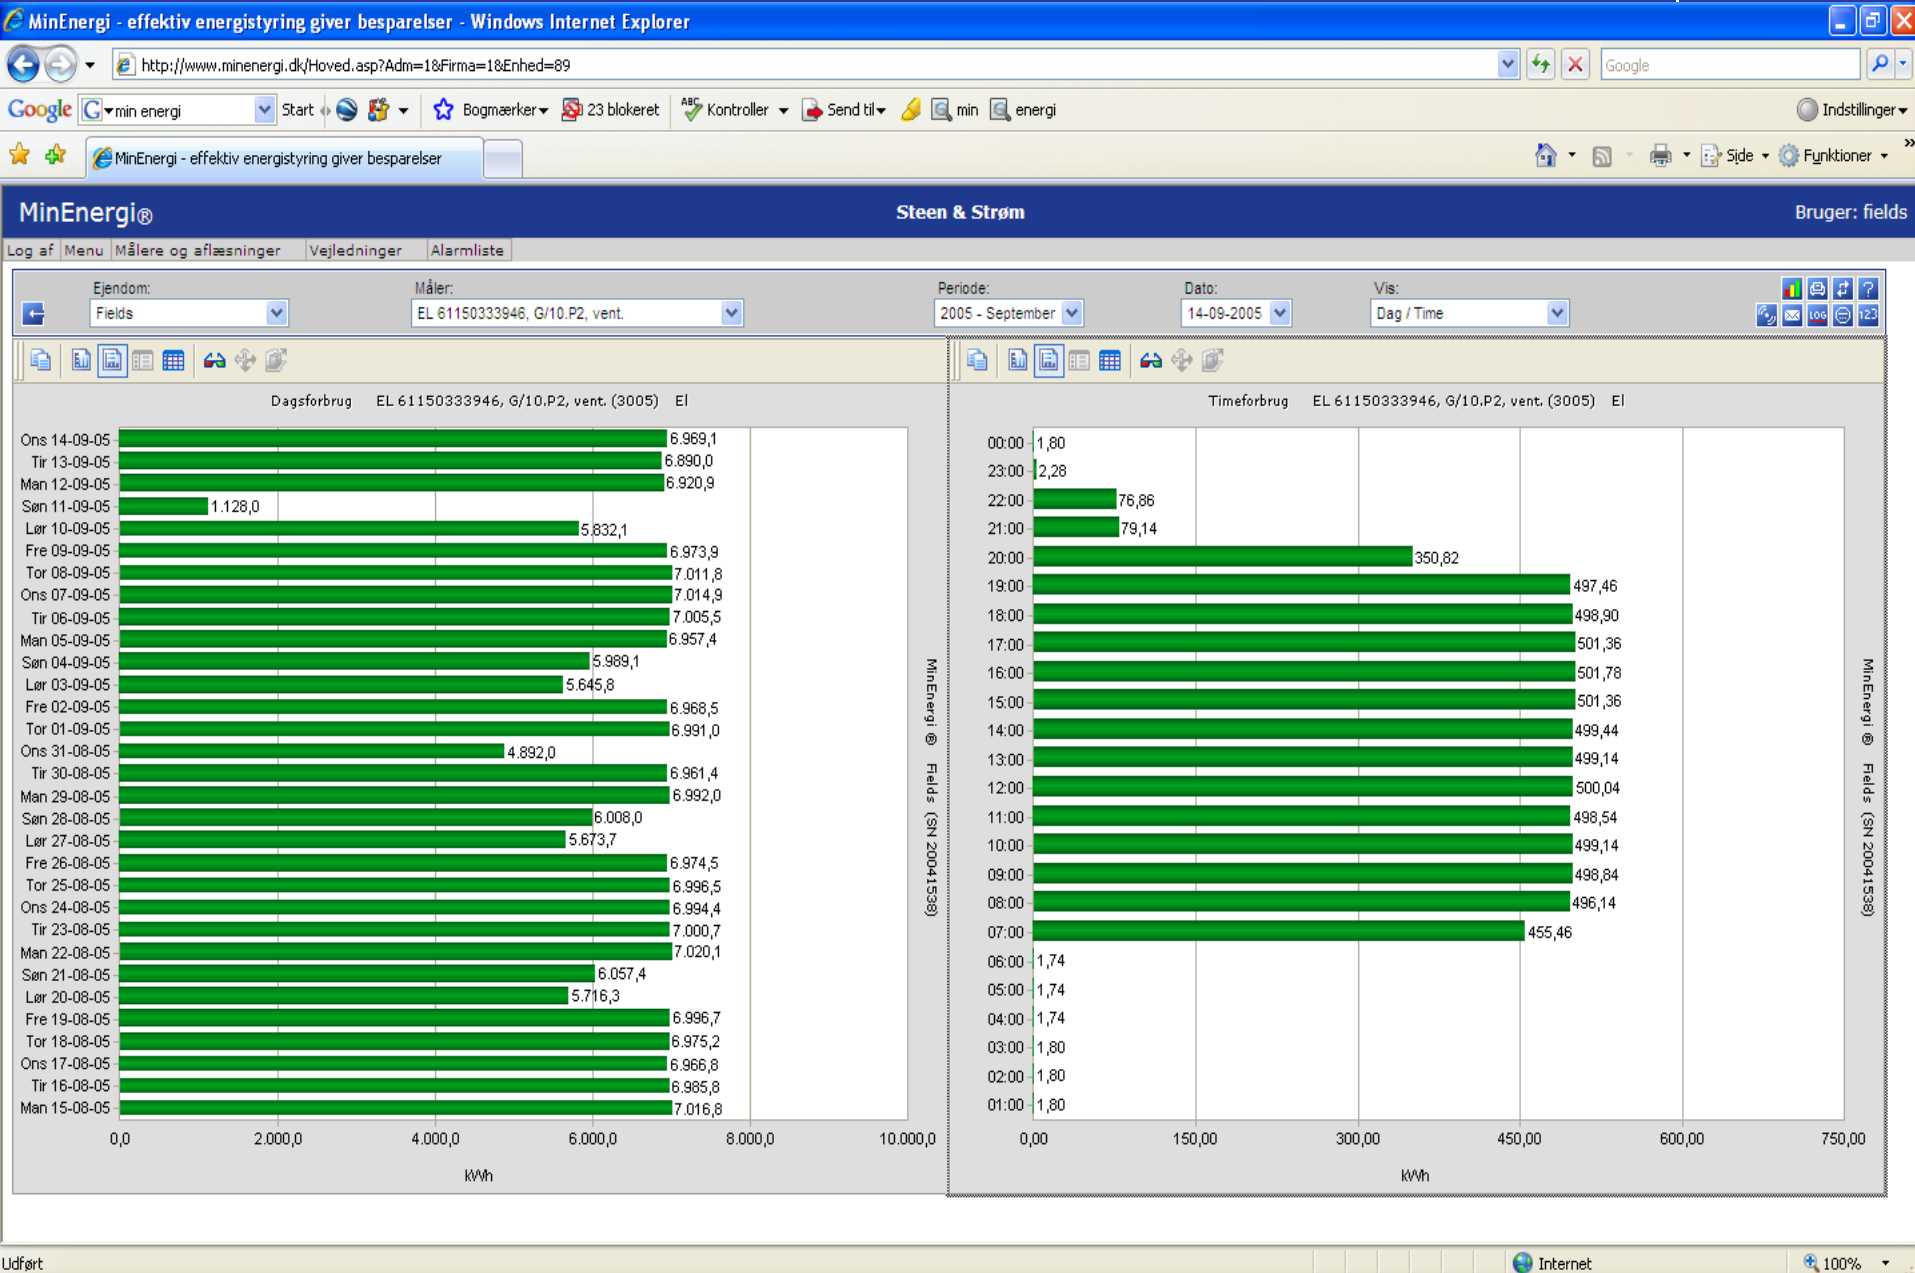 MinEnergi - effektiv energistyring giver besparelser - Windows Internet Explorer
http://www.minenergi.dk/Hoved.asp?Adm=1&Firma=1&Enhed=89
Google
Google min energi Start Bogmærker 23 blokeret ABC Kontroller Send til min energi Indstillinger
MinEnergi - effektiv energistyring giver besparelser
Side Funktioner
MinEnergi® Steen & Strøm Bruger: fields
Log af Menu Målere og aflæsninger Vejledninger Alarmliste
Ejendom: Måler: Periode: Dato: Vis:
Fields EL 61150333946, G/10.P2, vent. 2005 - September 14-09-2005 Dag / Time
LOG 123
Dagsforbrug EL 61150333946, G/10.P2, vent. (3005) El
Ons 14-09-05 6.969,1
Tir 13-09-05 6.890,0
Man 12-09-05 6.920,9
Søn 11-09-05 1.128,0
Lør 10-09-05 5.832,1
Fre 09-09-05 6.973,9
Tor 08-09-05 7.011,8
Ons 07-09-05 7.014,9
Tir 06-09-05 7.005,5
Man 05-09-05 6.957,4
Søn 04-09-05 5.989,1
Lør 03-09-05 5.645,8
Fre 02-09-05 6.968,5
Tor 01-09-05 6.991,0
Ons 31-08-05 4.892,0
Tir 30-08-05 6.961,4
Man 29-08-05 6.992,0
Søn 28-08-05 6.008,0
Lør 27-08-05 5.673,7
Fre 26-08-05 6.974,5
Tor 25-08-05 6.996,5
Ons 24-08-05 6.994,4
Tir 23-08-05 7.000,7
Man 22-08-05 7.020,1
Søn 21-08-05 6.057,4
Lør 20-08-05 5.716,3
Fre 19-08-05 6.996,7
Tor 18-08-05 6.975,2
Ons 17-08-05 6.966,8
Tir 16-08-05 6.985,8
Man 15-08-05 7.016,8
0,0 2.000,0 4.000,0 6.000,0 8.000,0 10.000,0
kWh
MinEnergi ® Fields (SN 20041538)
Timeforbrug EL 61150333946, G/10.P2, vent. (3005) El
00:00 1,80
23:00 2,28
22:00 76,86
21:00 79,14
20:00 350,82
19:00 497,46
18:00 498,90
17:00 501,36
16:00 501,78
15:00 501,36
14:00 499,44
13:00 499,14
12:00 500,04
11:00 498,54
10:00 499,14
09:00 498,84
08:00 496,14
07:00 455,46
06:00 1,74
05:00 1,74
04:00 1,74
03:00 1,80
02:00 1,80
01:00 1,80
0,00 150,00 300,00 450,00 600,00 750,00
kWh
MinEnergi ® Fields (SN 20041538)
Udført Internet 100%